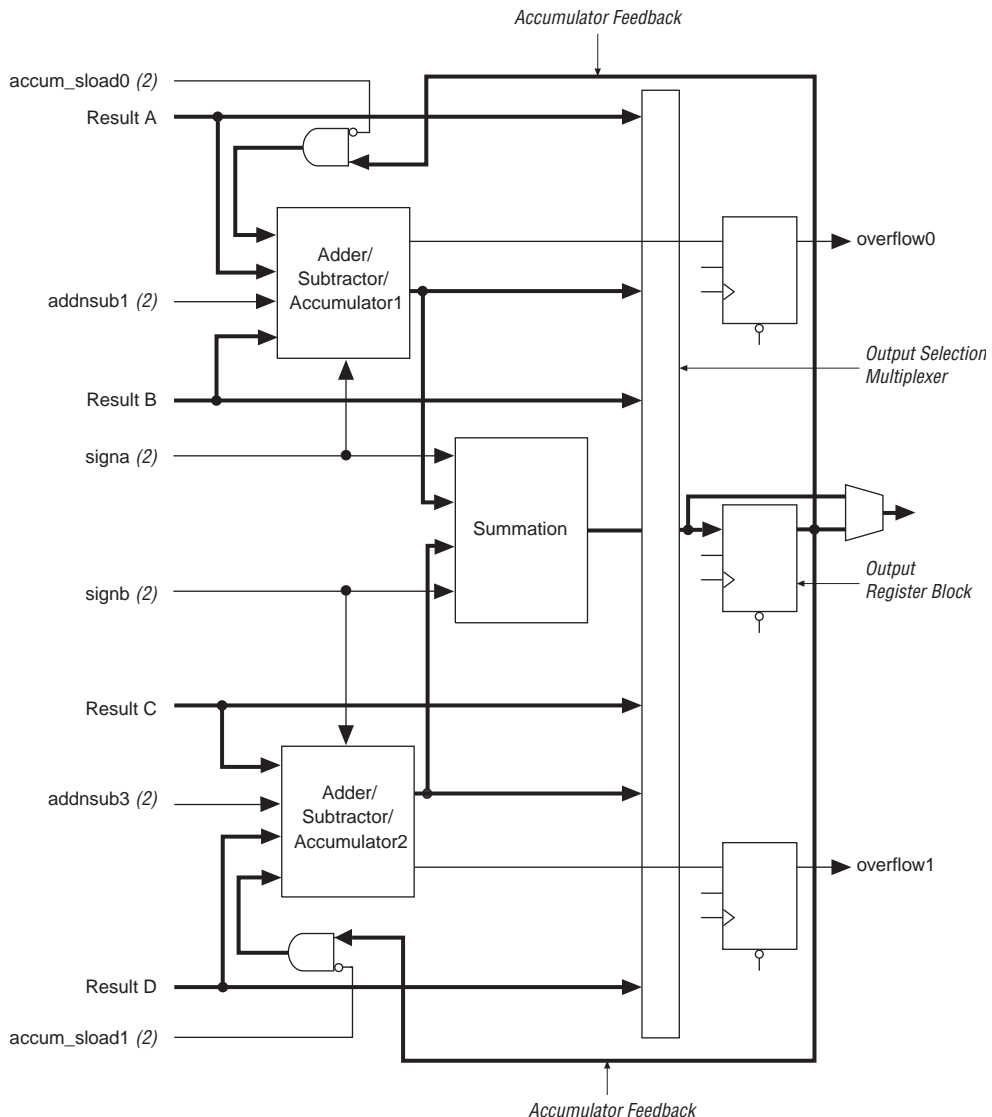 Accumulator Feedback
accum_sload0 (2)
Result A
overflow0
Adder/
Subtractor/
Accumulator1
addnsub1 (2)
Output Selection
Multiplexer
Result B
signa (2)
Summation
Output
Register Block
signb (2)
Result C
Adder/
Subtractor/
Accumulator2
addnsub3 (2)
overflow1
Result D
accum_sload1 (2)
Accumulator Feedback